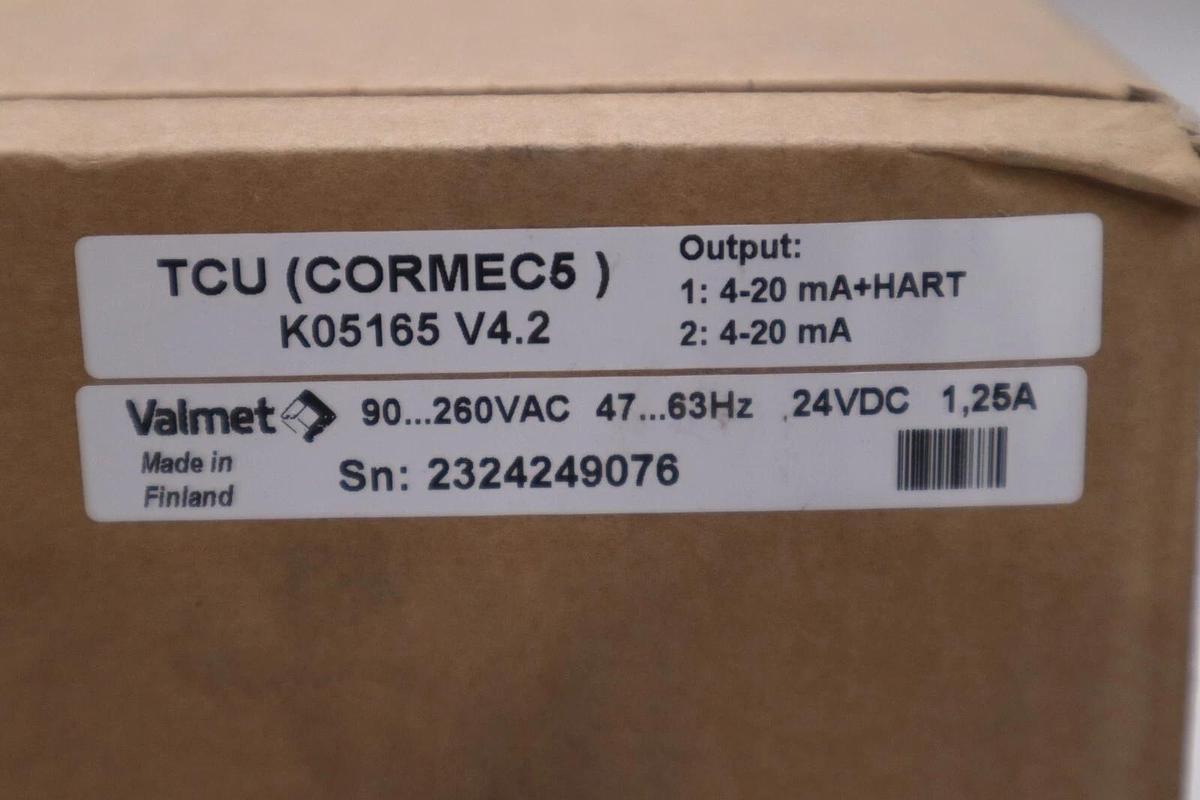 TCU (CORMEC5 )
K05165 V4.2
Output:
1: 4-20 mA+HART
2: 4-20 mA
Valmet 90...260VAC 47...63Hz 24VDC 1,25A
Made in
Finland
Sn: 2324249076